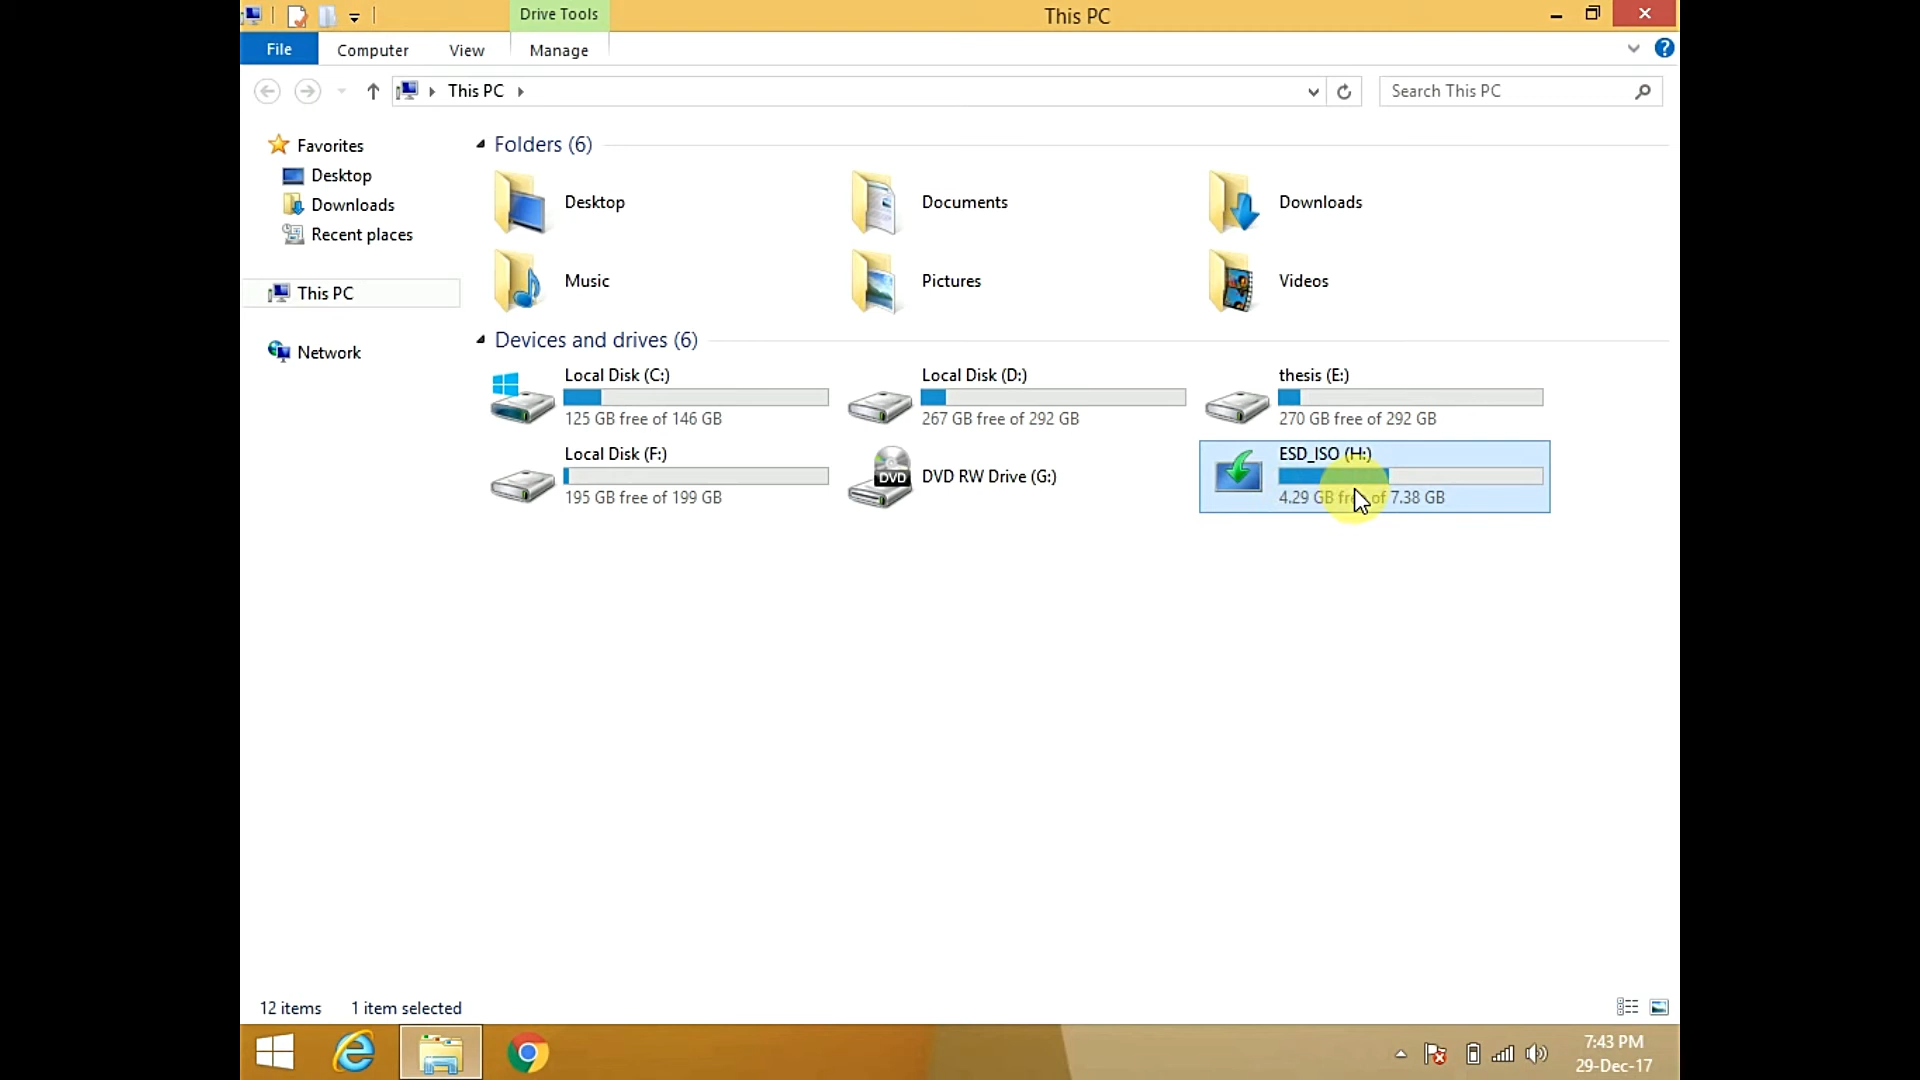 Drive Tools
This PC
File
Computer
View
Manage
This PC
Search This PC
Favorites
Desktop
Downloads
Recent places
This PC
Network
Folders (6)
Desktop
Documents
Downloads
Music
Pictures
Videos
Devices and drives (6)
Local Disk (C:)
125 GB free of 146 GB
Local Disk (D:)
267 GB free of 292 GB
thesis (E:)
270 GB free of 292 GB
Local Disk (F:)
195 GB free of 199 GB
DVD
DVD RW Drive (G:)
ESD_ISO (H:)
4.29 GB free of 7.38 GB
12 items
1 item selected
7:43 PM
29-Dec-17